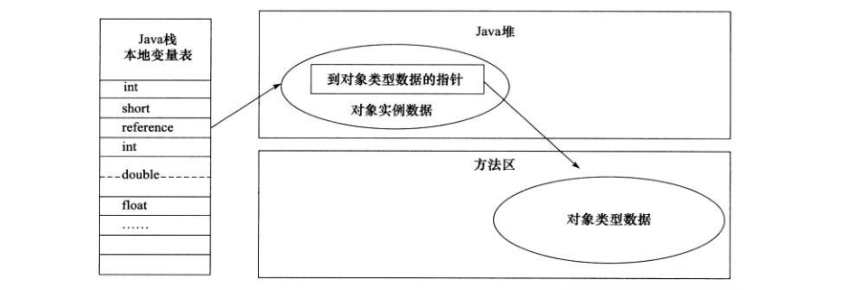 Java栈
本地变量表
int
short
reference
int
double
float
……
Java堆
到对象类型数据的指针
对象实例数据
方法区
对象类型数据